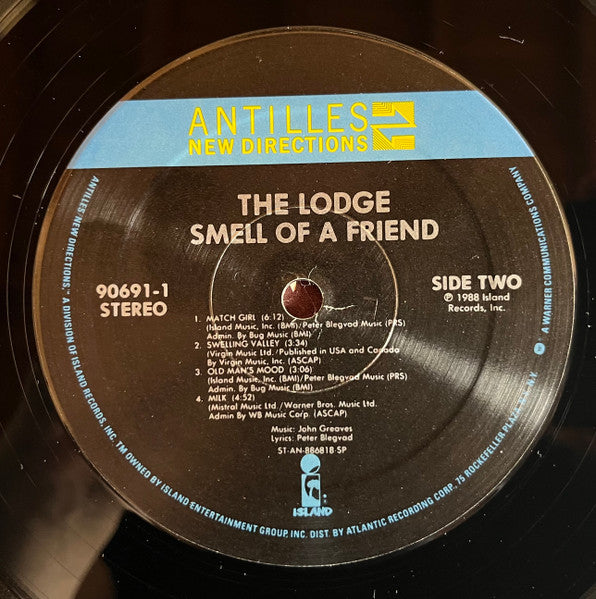 ANTILLES
NEW DIRECTIONS
THE LODGE
SMELL OF A FRIEND
90691-1
STEREO
SIDE TWO
℗ 1988 Island
Records, Inc.
1. MATCH GIRL (6:12)
(Island Music, Inc. (BMI)/Peter Blegvad Music (PRS)
Admin. By Bug Music (BMI)
2. SWELLING VALLEY (3:34)
(Virgin Music Ltd./Published in USA and Canada
By Virgin Music, Inc. (ASCAP)
3. OLD MAN'S MOOD (3:06)
(Island Music, Inc. (BMI)/Peter Blegvad Music (PRS)
Admin. By Bug Music (BMI)
4. MILK (4:52)
(Mistral Music Ltd./Warner Bros. Music Ltd.
Admin By WB Music Corp. (ASCAP)
Music: John Greaves
Lyrics: Peter Blegvad
ST-AN-886818-SP
ISLAND
ANTILLES' NEW DIRECTIONS,™ A DIVISION OF ISLAND RECORDS, INC. TM OWNED BY ISLAND ENTERTAINMENT GROUP, INC. DIST. BY ATLANTIC RECORDING CORP., 75 ROCKEFELLER PLAZA, N.Y., N.Y. A WARNER COMMUNICATIONS COMPANY